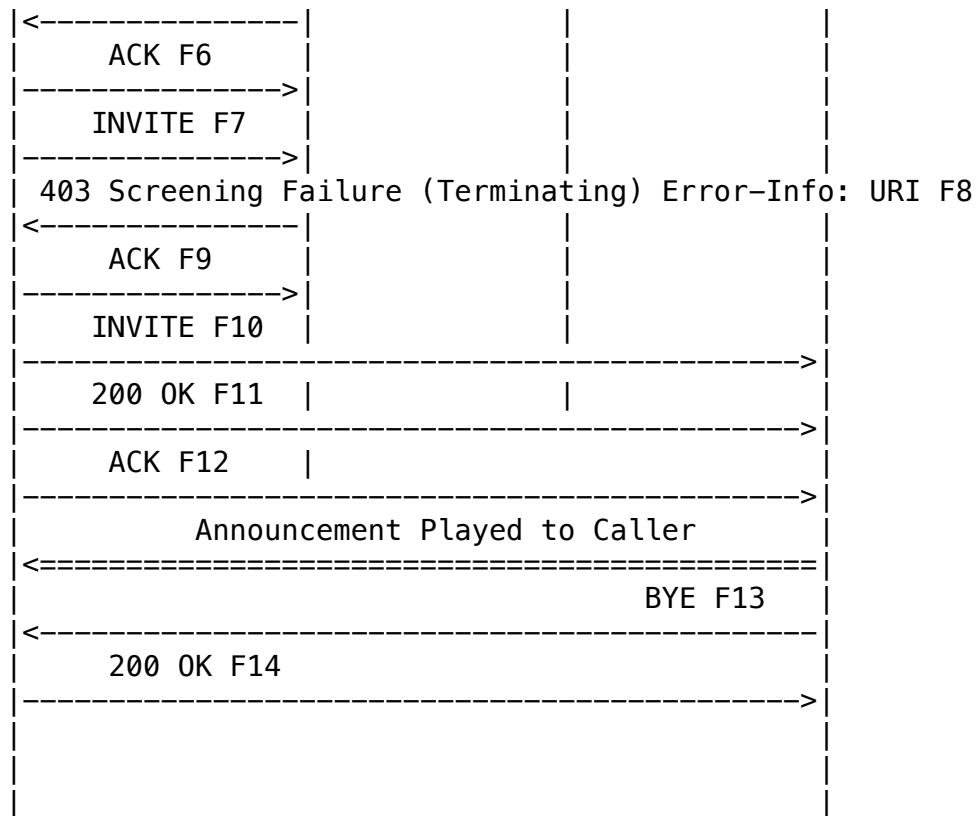 ACK F6
INVITE F7
403 Screening Failure (Terminating) Error-Info: URI F8
ACK F9
INVITE F10
200 OK F11
ACK F12
Announcement Played to Caller
BYE F13
200 OK F14